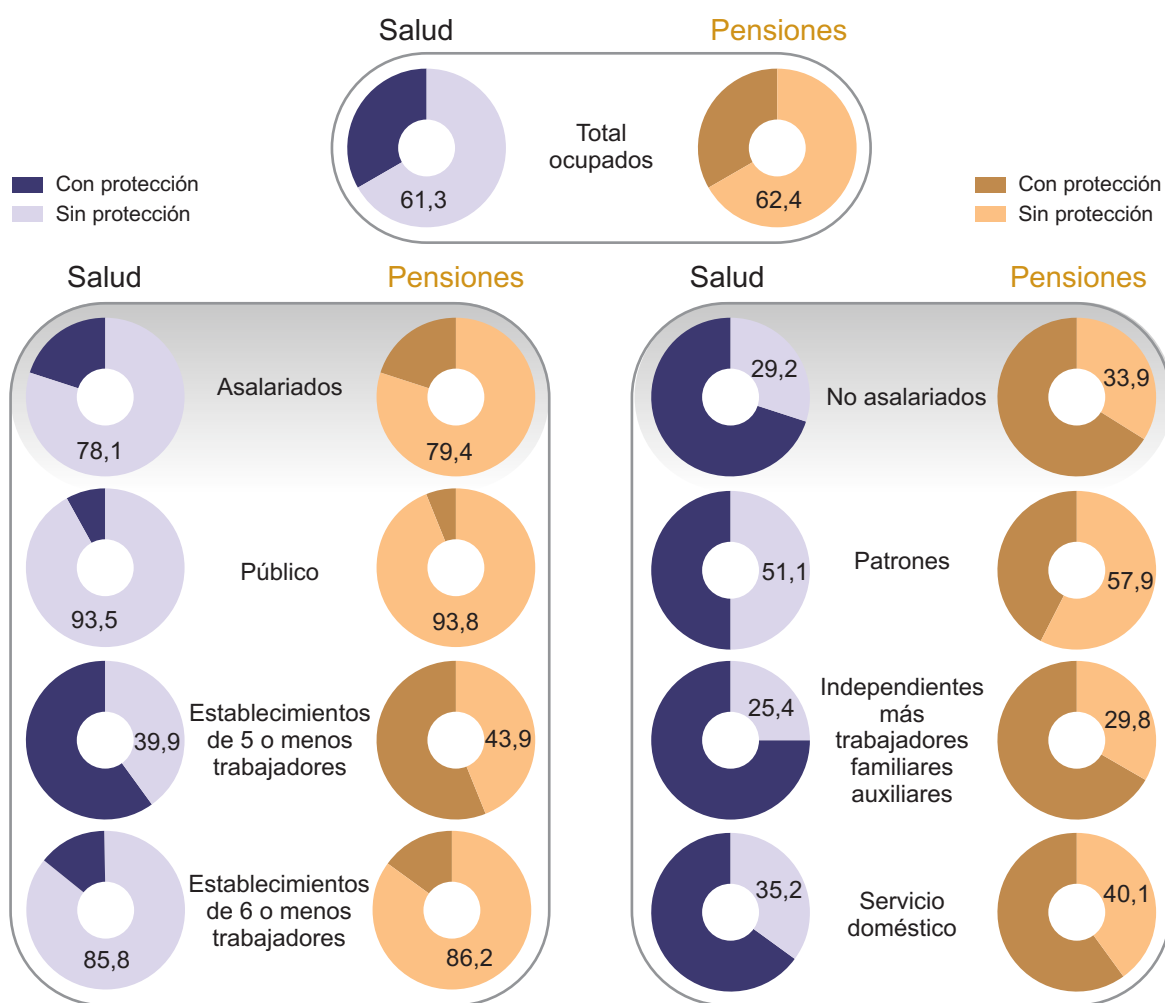 Salud
Pensiones
Total
ocupados
61,3
62,4
Con protección
Sin protección
Con protección
Sin protección
Salud
Pensiones
Asalariados
78,1
79,4
Público
93,5
93,8
Establecimientos
de 5 o menos
trabajadores
39,9
43,9
Establecimientos
de 6 o menos
trabajadores
85,8
86,2
Salud
Pensiones
29,2
No asalariados
33,9
51,1
Patrones
57,9
25,4
Independientes
más
trabajadores
familiares
auxiliares
29,8
35,2
Servicio
doméstico
40,1